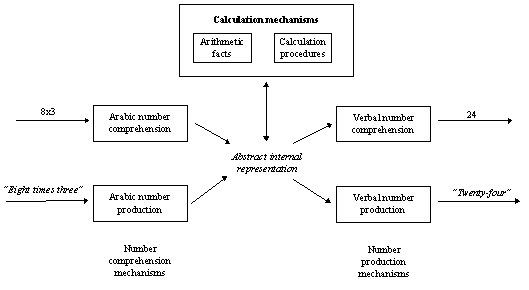 Calculation mechanisms
Arithmetic
facts
Calculation
procedures
8x3
Arabic number
comprehension
Verbal number
comprehension
24
Abstract internal
representation
"Eight times three"
Arabic number
production
Verbal number
production
"Twenty-four"
Number
comprehension
mechanisms
Number
production
mechanisms